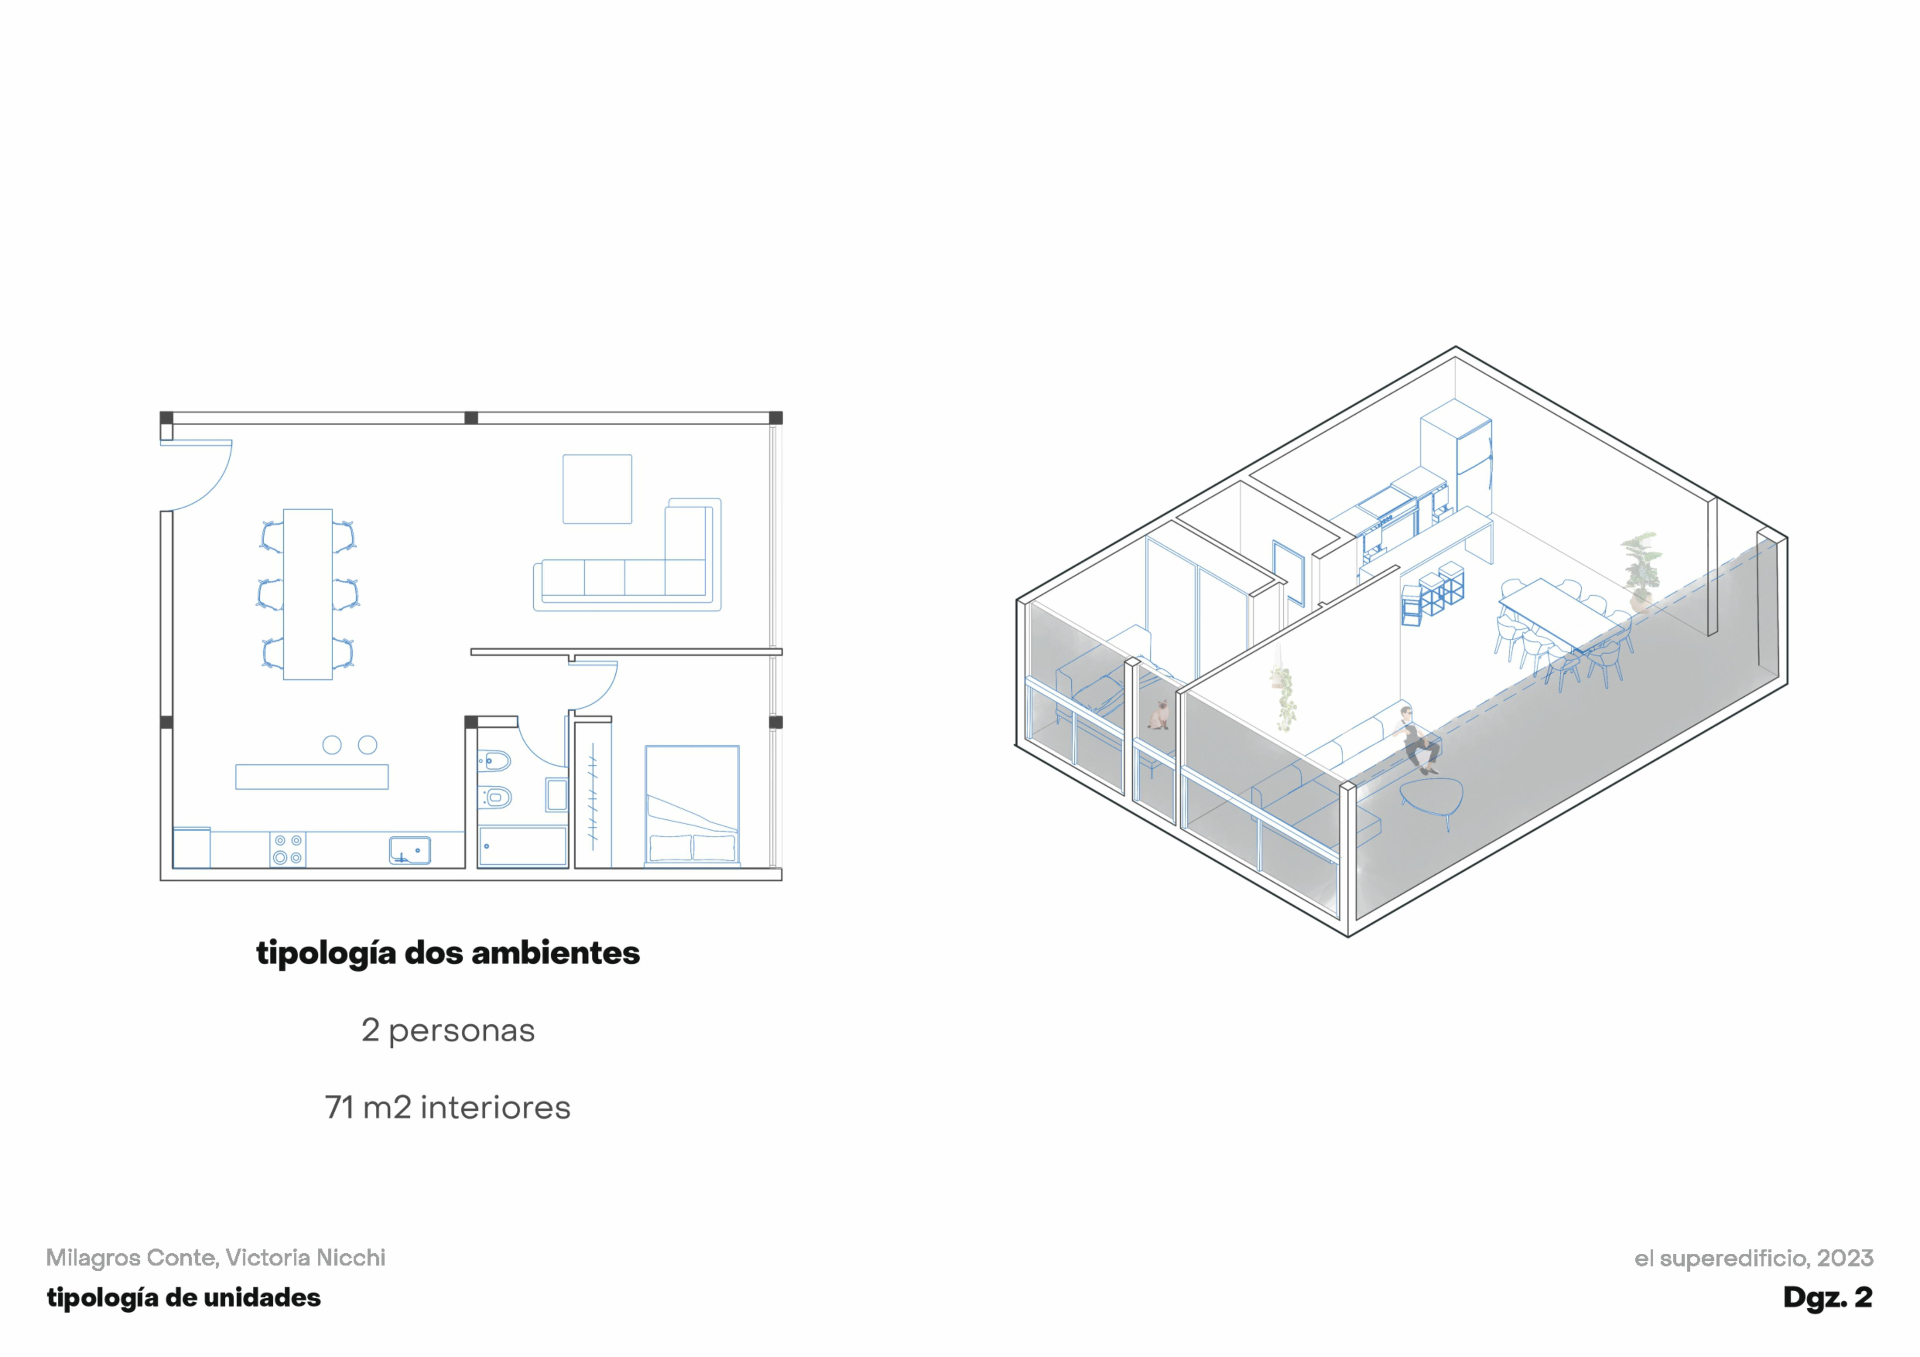 tipología dos ambientes
2 personas
71 m2 interiores
Milagros Conte, Victoria Nicchi
tipología de unidades
el superedificio, 2023
Dgz. 2